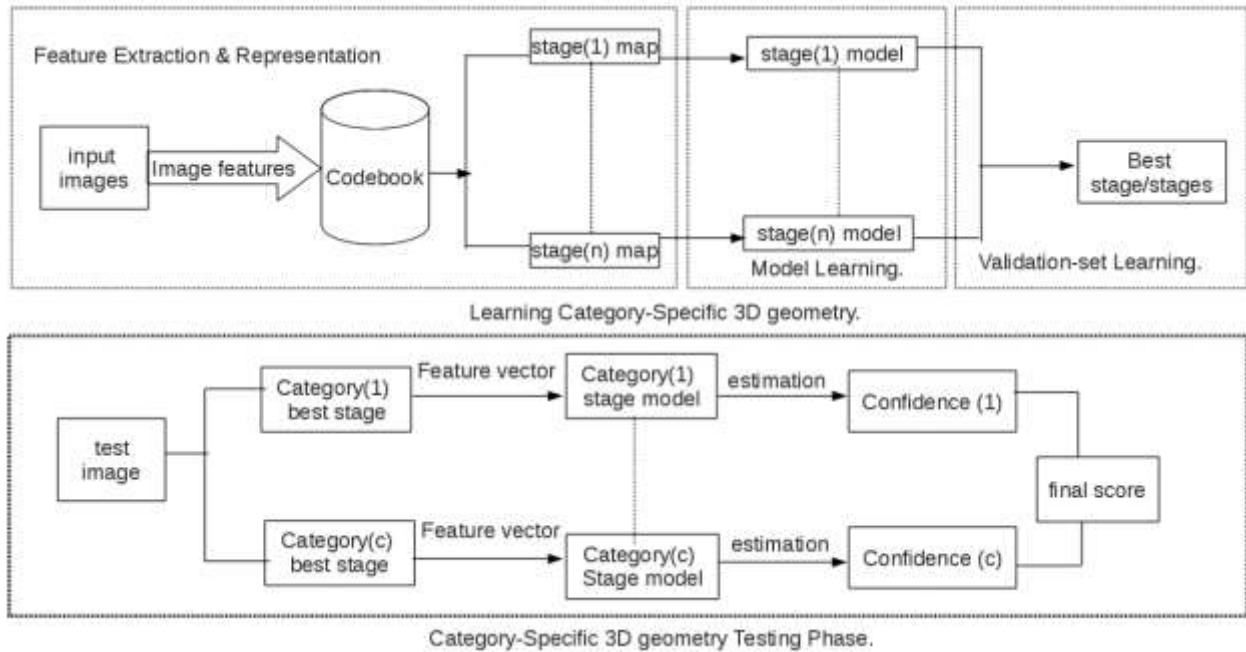 Feature Extraction & Representation
input
images
Image features
Codebook
stage(1) map
stage(n) map
stage(1) model
stage(n) model
Model Learning.
Best
stage/stages
Validation-set Learning.
Learning Category-Specific 3D geometry.
test
image
Category(1)
best stage
Feature vector
Category(1)
stage model
estimation
Confidence (1)
Category(c)
best stage
Feature vector
Category(c)
Stage model
estimation
Confidence (c)
final score
Category-Specific 3D geometry Testing Phase.